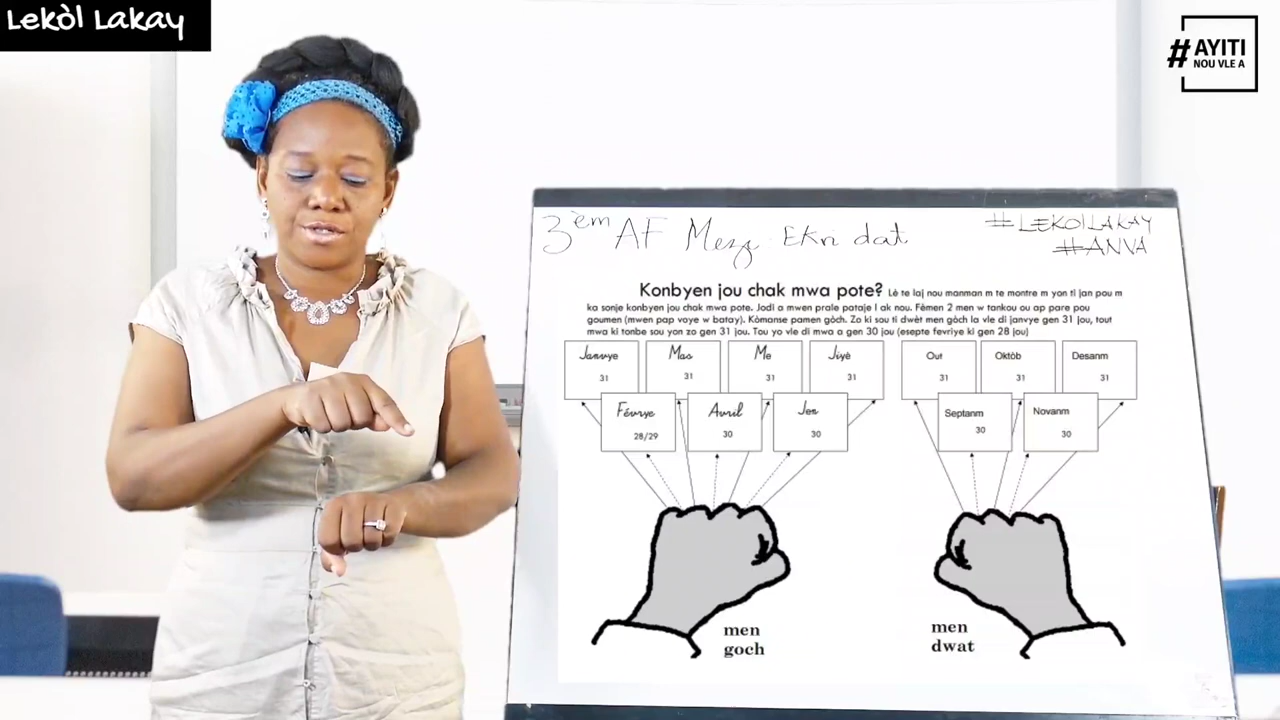 Lekòl Lakay
#AYITI
NOU VLE A
3èm AF Mezi Ekri dat
#LEKOLLAKAY
#ANVA
Konbyen jou chak mwa pote? Lè te laj nou manman m te montre m yon ti jan pou m
ka sonje konbyen jou chak mwa pote. Jodi a mwen prale pataje l ak nou. Fèmen 2 men w tankou ou ap pare pou
goumen (mwen pap voye w batay). Kòmanse pamen gòch. Zo ki sou ti dwèt men gòch la vle di janvye gen 31 jou, tout
mwa ki tonbe sou yon zo gen 31 jou. Tou yo vle di mwa a gen 30 jou (esepte fevriye ki gen 28 jou)
Janvye Mas Me Jiyè Out Oktòb Desanm
31 31 31 31 31 31 31
Févrye Avril Jen Septanm Novanm
28/29 30 30 30 30
men
goch
men
dwat